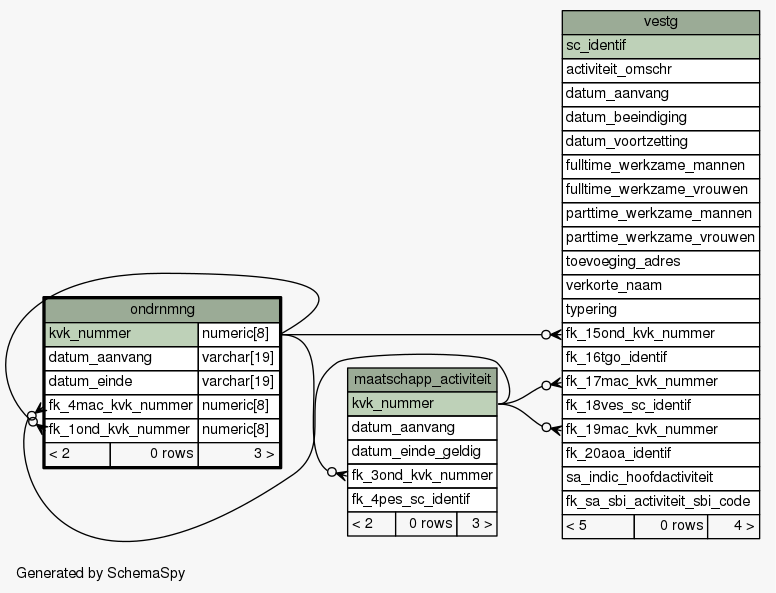 vestg
sc_identif
activiteit_omschr
datum_aanvang
datum_beeindiging
datum_voortzetting
fulltime_werkzame_mannen
fulltime_werkzame_vrouwen
parttime_werkzame_mannen
parttime_werkzame_vrouwen
toevoeging_adres
verkorte_naam
typering
fk_15ond_kvk_nummer
fk_16tgo_identif
fk_17mac_kvk_nummer
fk_18ves_sc_identif
fk_19mac_kvk_nummer
fk_20aoa_identif
sa_indic_hoofdactiviteit
fk_sa_sbi_activiteit_sbi_code
< 5 0 rows 4 >
ondrnmng
kvk_nummer numeric[8]
datum_aanvang varchar[19]
datum_einde varchar[19]
fk_4mac_kvk_nummer numeric[8]
fk_1ond_kvk_nummer numeric[8]
< 2 0 rows 3 >
maatschapp_activiteit
kvk_nummer
datum_aanvang
datum_einde_geldig
fk_3ond_kvk_nummer
fk_4pes_sc_identif
< 2 0 rows 3 >
Generated by SchemaSpy